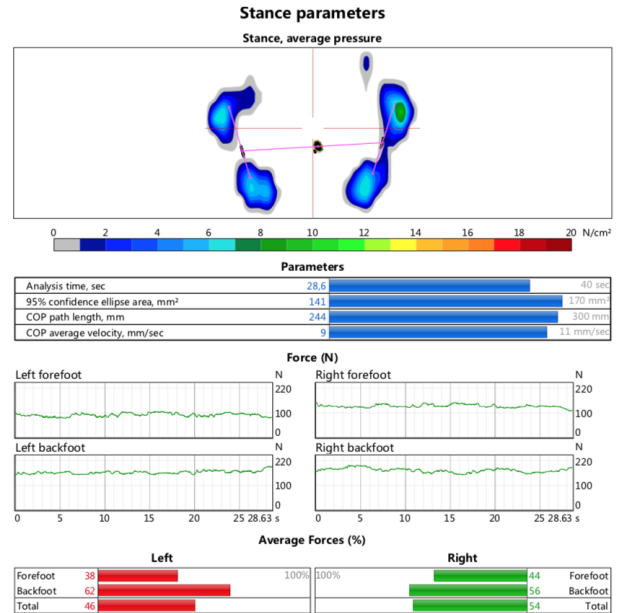 Stance parameters
Stance, average pressure
0 2 4 6 8 10 12 14 16 18 20 N/cm²
Parameters
Analysis time, sec 28,6 40 sec
95% confidence ellipse area, mm² 141 170 mm²
COP path length, mm 244 300 mm
COP average velocity, mm/sec 9 11 mm/sec
Force (N)
Left forefoot N Right forefoot N
220 220
100 100
0 0
Left backfoot N Right backfoot N
220 220
100 100
0 0
0 5 10 15 20 25 28.63 s 0 5 10 15 20 25 28.63 s
Average Forces (%)
Left Right
Forefoot 38 100% 100% 44 Forefoot
Backfoot 62 56 Backfoot
Total 46 54 Total